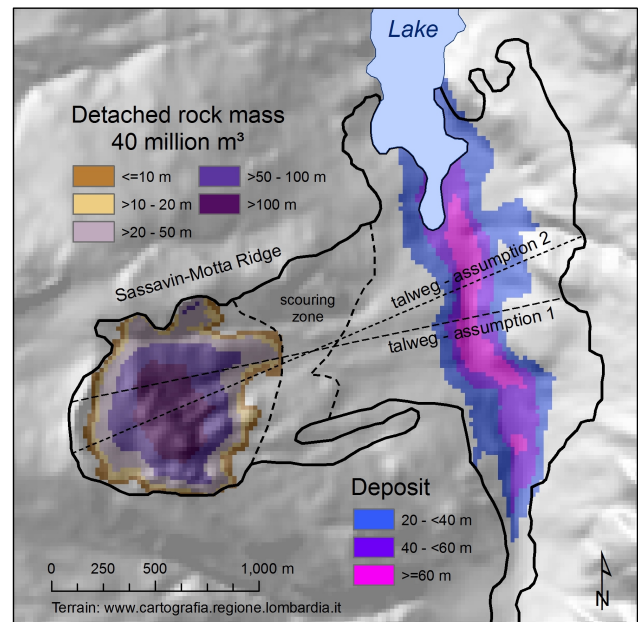 Lake
Detached rock mass
40 million m³
<=10 m
>50 - 100 m
>10 - 20 m
>100 m
>20 - 50 m
Sassavin-Motta Ridge
scouring
zone
talweg - assumption 2
talweg - assumption 1
Deposit
20 - <40 m
40 - <60 m
>=60 m
0 250 500 1,000 m
Terrain: www.cartografia.regione.lombardia.it
N